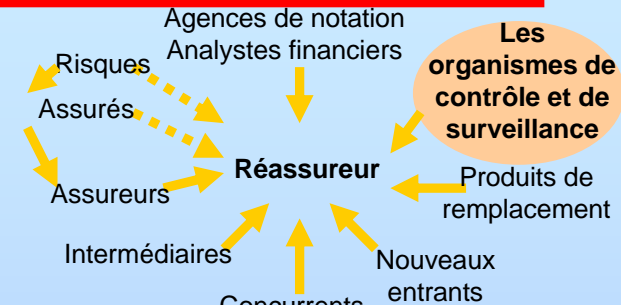 Agences de notation
Analystes financiers
Les
organismes de
contrôle et de
surveillance
Risques
Assurés
Réassureur
Assureurs
Produits de
remplacement
Intermédiaires
Nouveaux
entrants
Concurrents